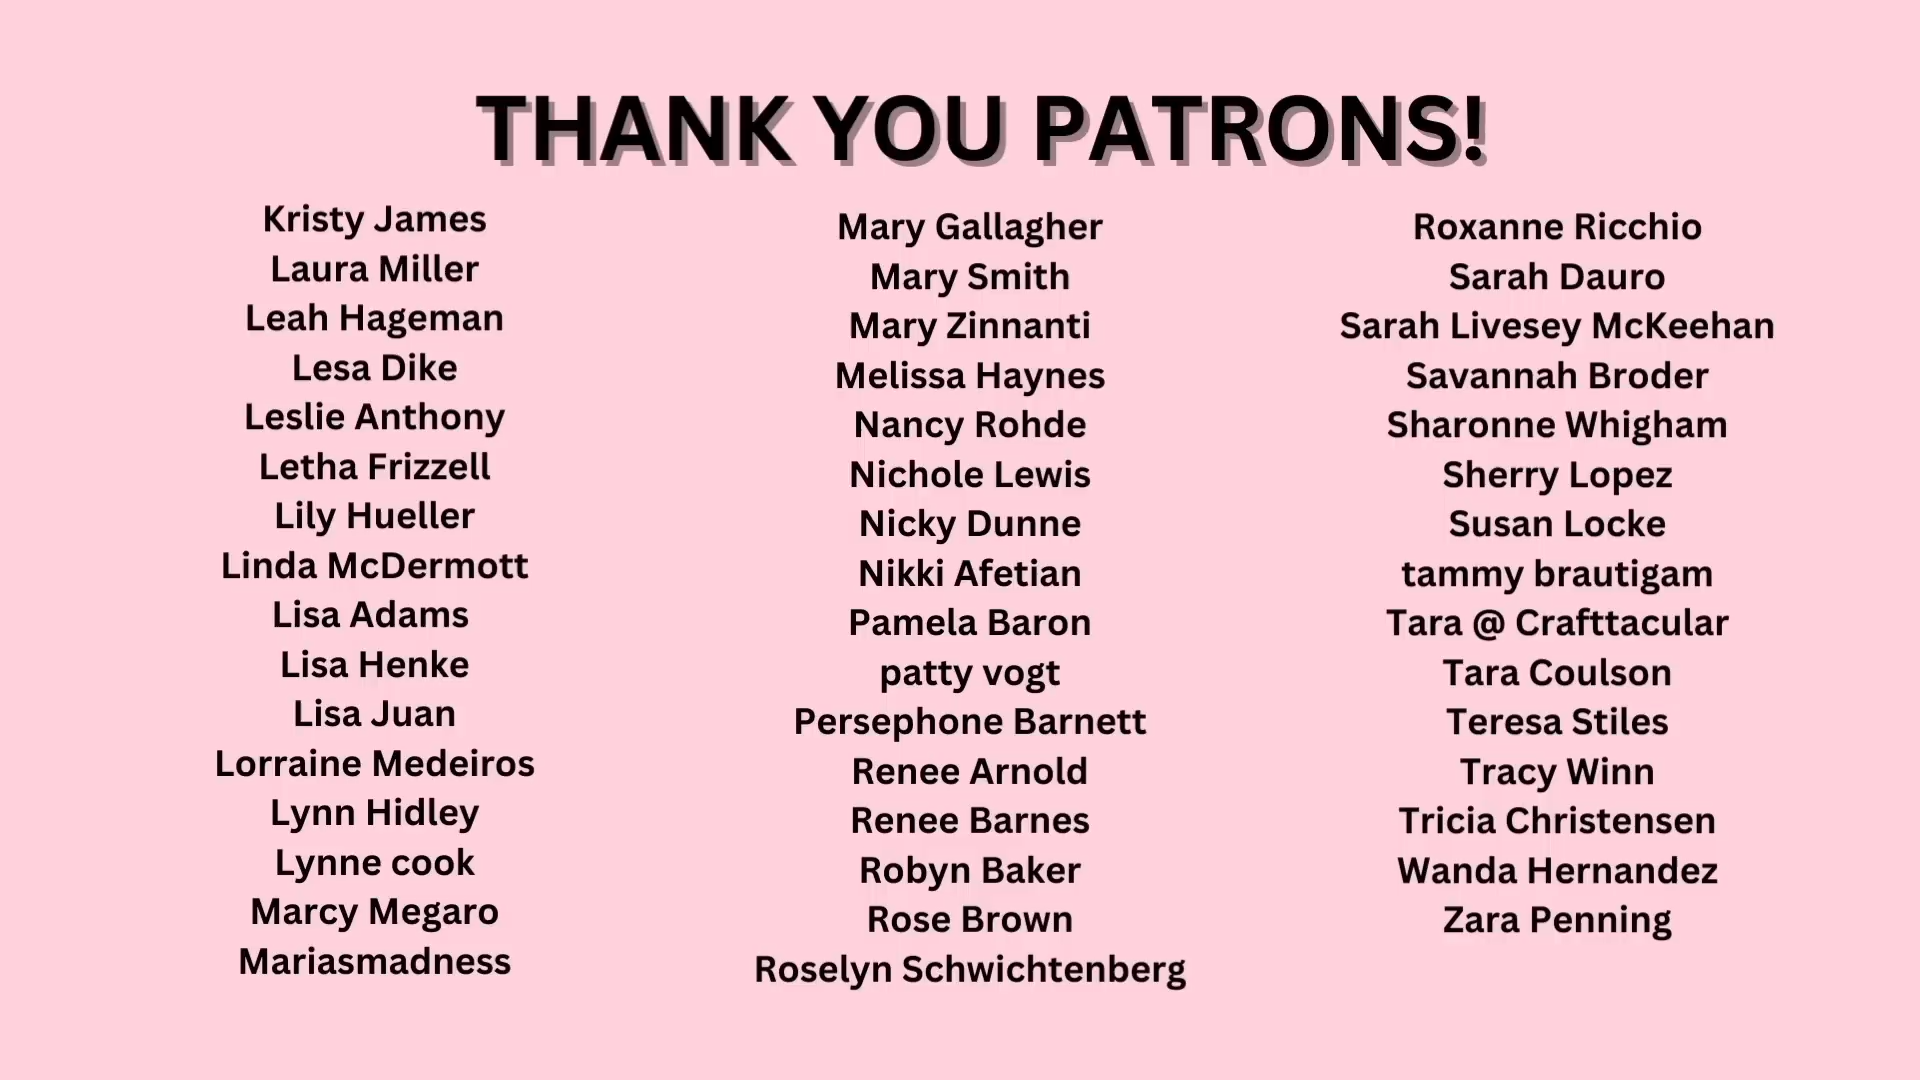 THANK YOU PATRONS!
Kristy James
Laura Miller
Leah Hageman
Lesa Dike
Leslie Anthony
Letha Frizzell
Lily Hueller
Linda McDermott
Lisa Adams
Lisa Henke
Lisa Juan
Lorraine Medeiros
Lynn Hidley
Lynne cook
Marcy Megaro
Mariasmadness
Mary Gallagher
Mary Smith
Mary Zinnanti
Melissa Haynes
Nancy Rohde
Nichole Lewis
Nicky Dunne
Nikki Afetian
Pamela Baron
patty vogt
Persephone Barnett
Renee Arnold
Renee Barnes
Robyn Baker
Rose Brown
Roselyn Schwichtenberg
Roxanne Ricchio
Sarah Dauro
Sarah Livesey McKeehan
Savannah Broder
Sharonne Whigham
Sherry Lopez
Susan Locke
tammy brautigam
Tara @ Crafttacular
Tara Coulson
Teresa Stiles
Tracy Winn
Tricia Christensen
Wanda Hernandez
Zara Penning